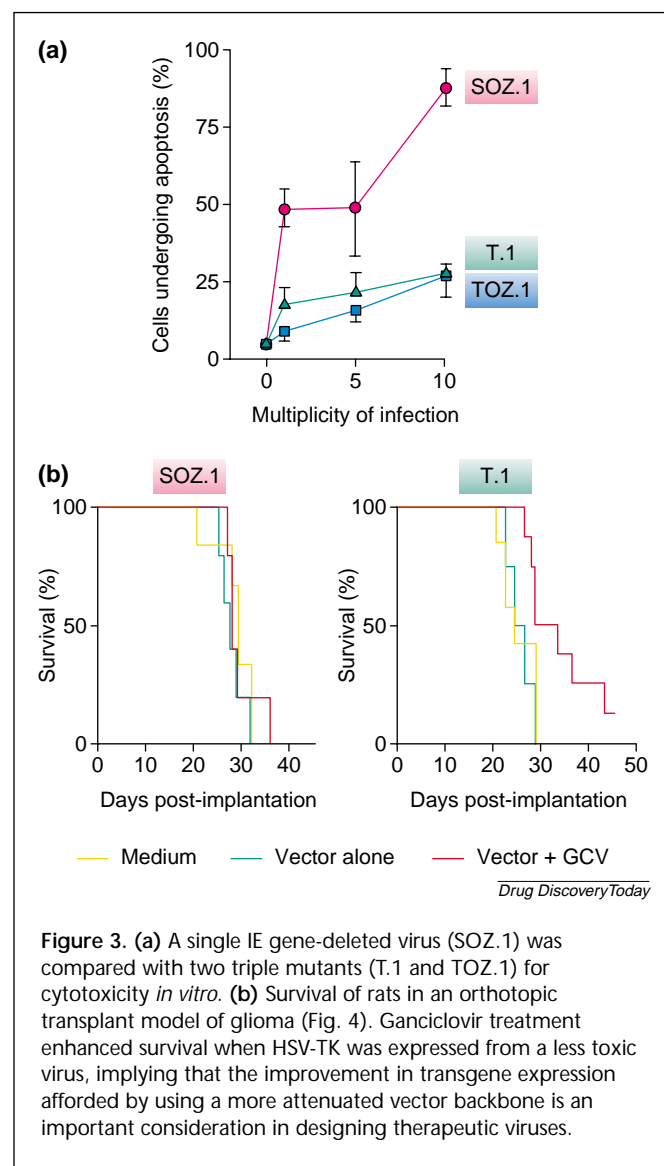 (a)
100
75
50
25
0
Cells undergoing apoptosis (%)
SOZ.1
T.1
TOZ.1
0 5 10
Multiplicity of infection
(b)
SOZ.1
T.1
100
50
0
Survival (%)
0 10 20 30 40
Days post-implantation
100
50
0
Survival (%)
0 10 20 30 40 50
Days post-implantation
Medium Vector alone Vector + GCV
Drug DiscoveryToday
Figure 3. (a) A single IE gene-deleted virus (SOZ.1) was
compared with two triple mutants (T.1 and TOZ.1) for
cytotoxicity in vitro. (b) Survival of rats in an orthotopic
transplant model of glioma (Fig. 4). Ganciclovir treatment
enhanced survival when HSV-TK was expressed from a less toxic
virus, implying that the improvement in transgene expression
afforded by using a more attenuated vector backbone is an
important consideration in designing therapeutic viruses.